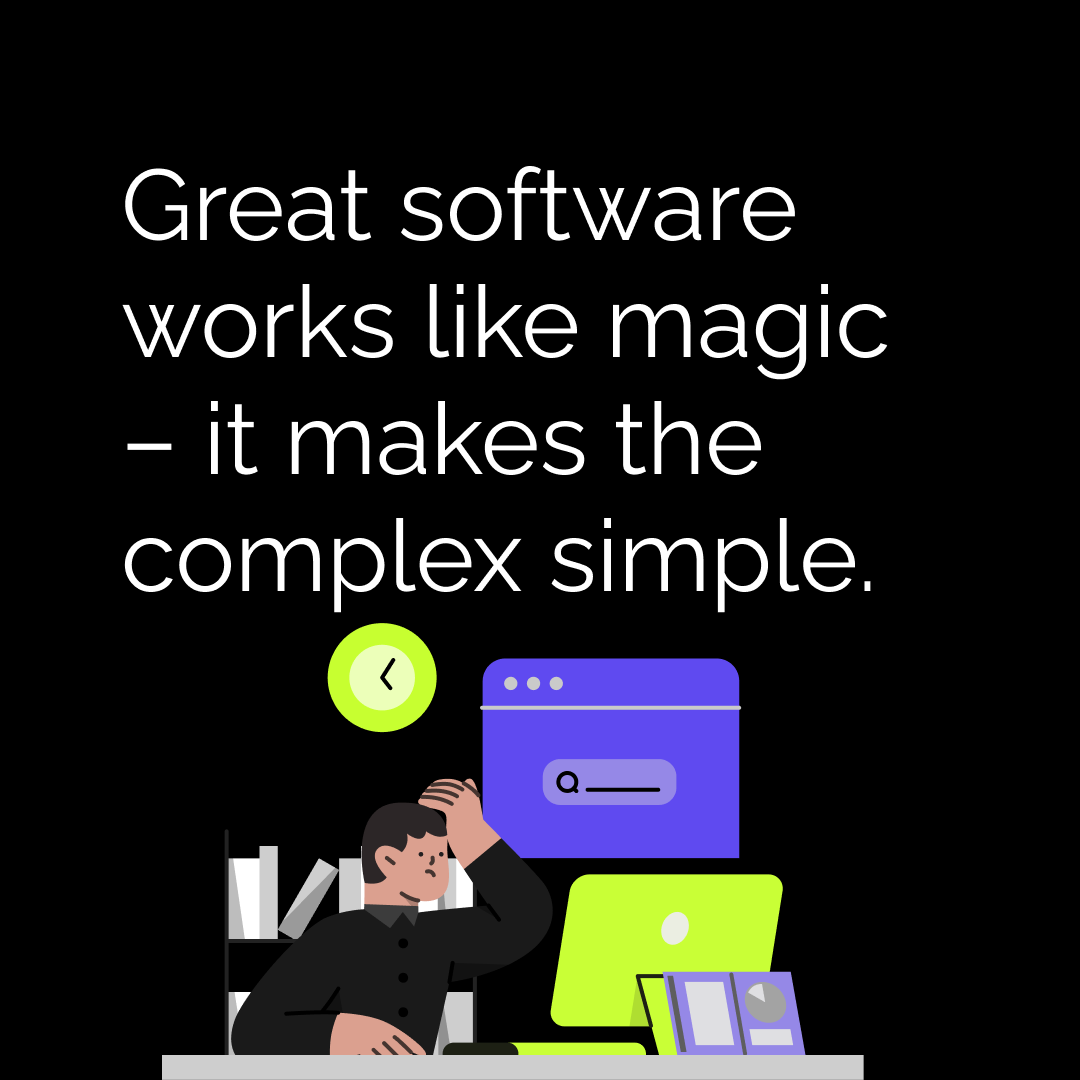 Great software
works like magic
– it makes the
complex simple.